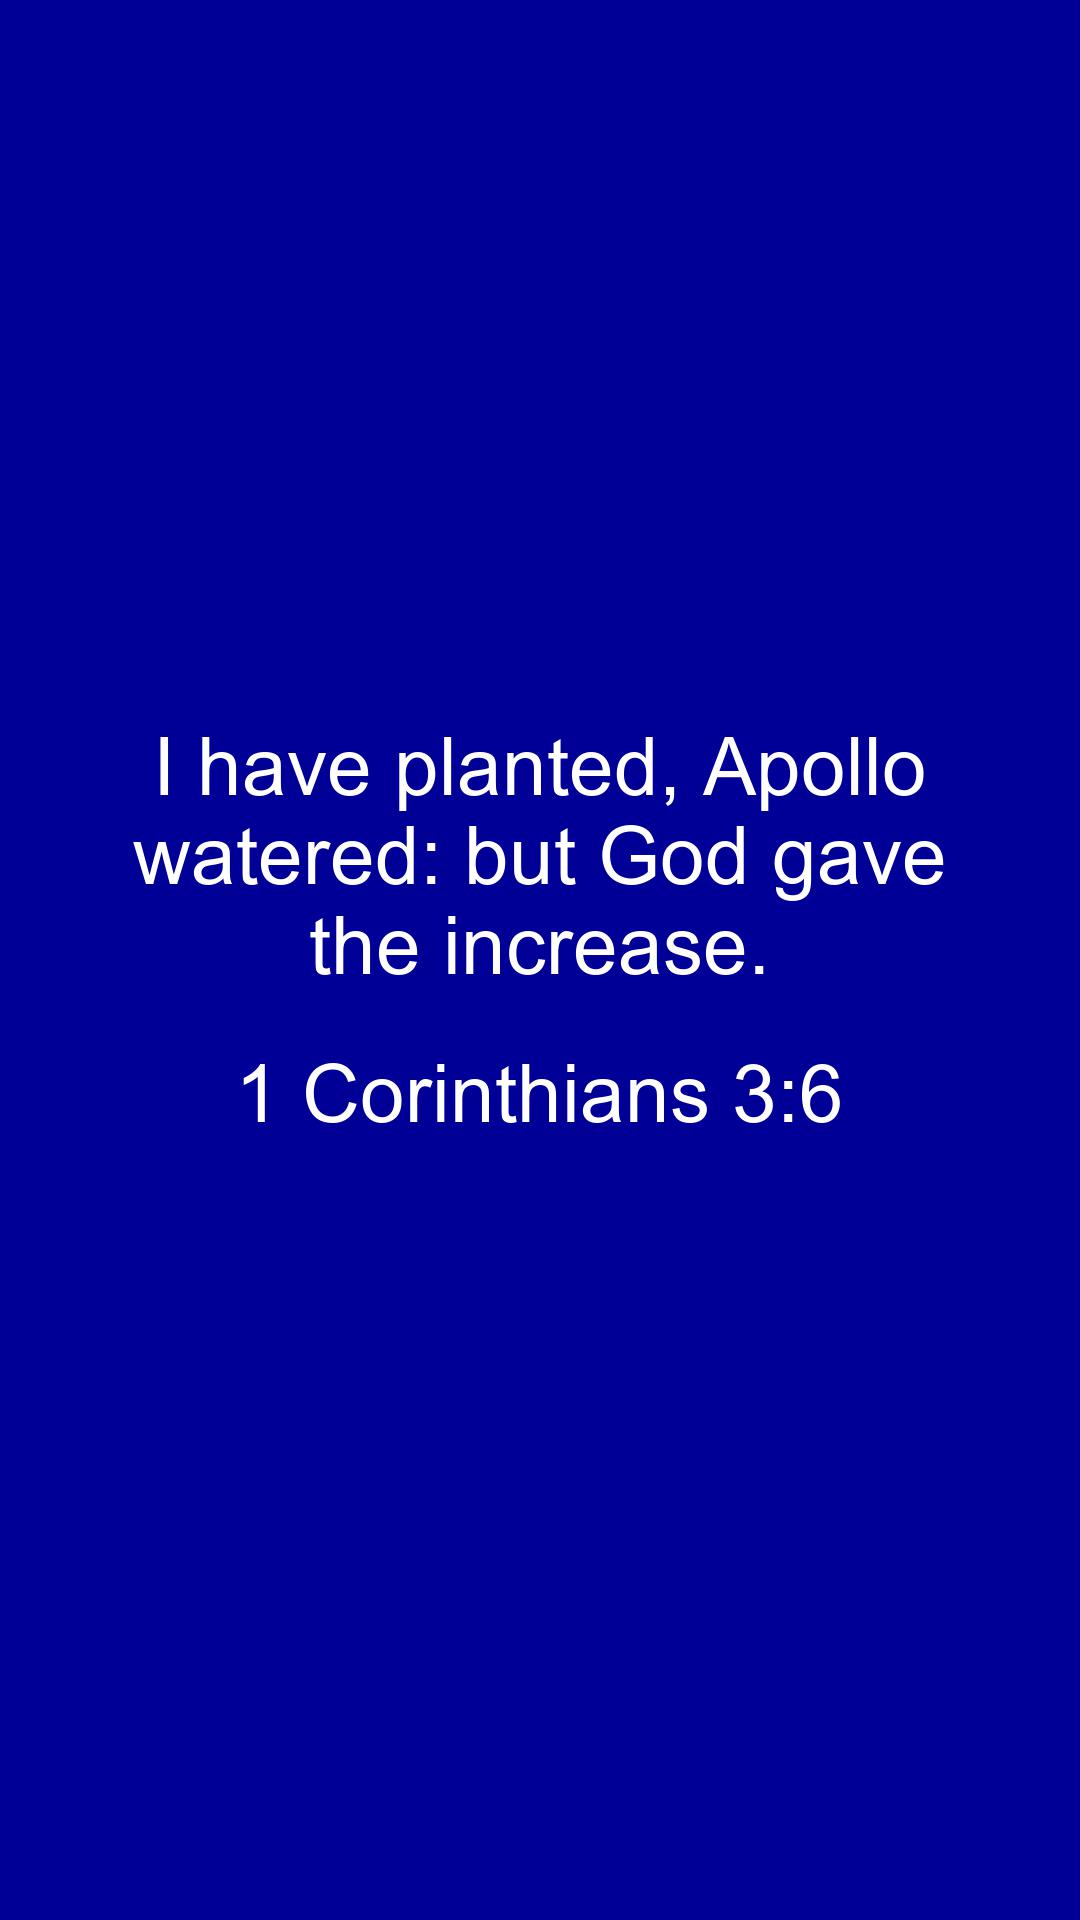 I have planted, Apollo
watered: but God gave
the increase.
1 Corinthians 3:6